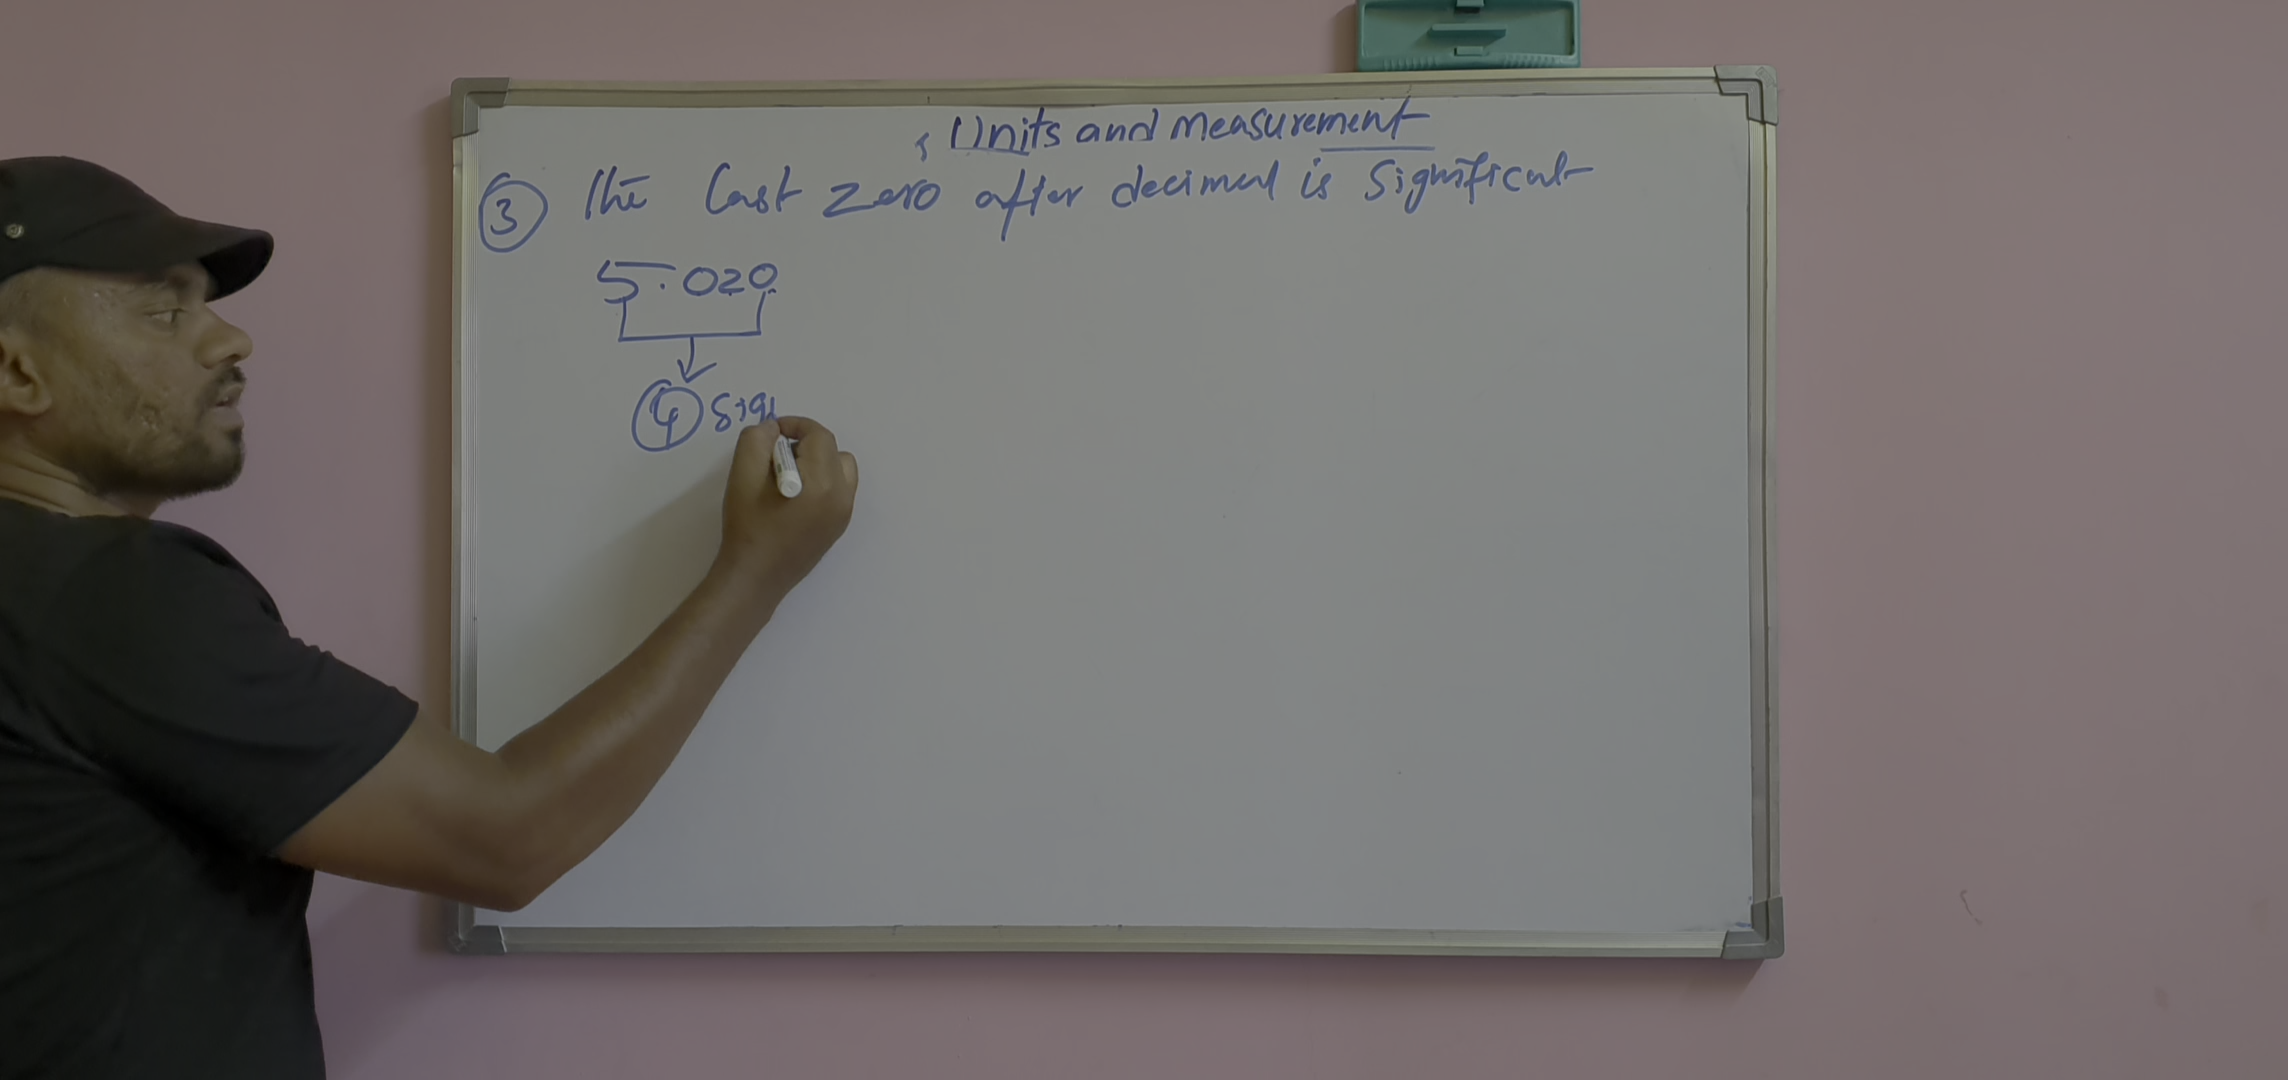 Units and measurement
③ The last zero after decimal is significant
5.020
④ sig